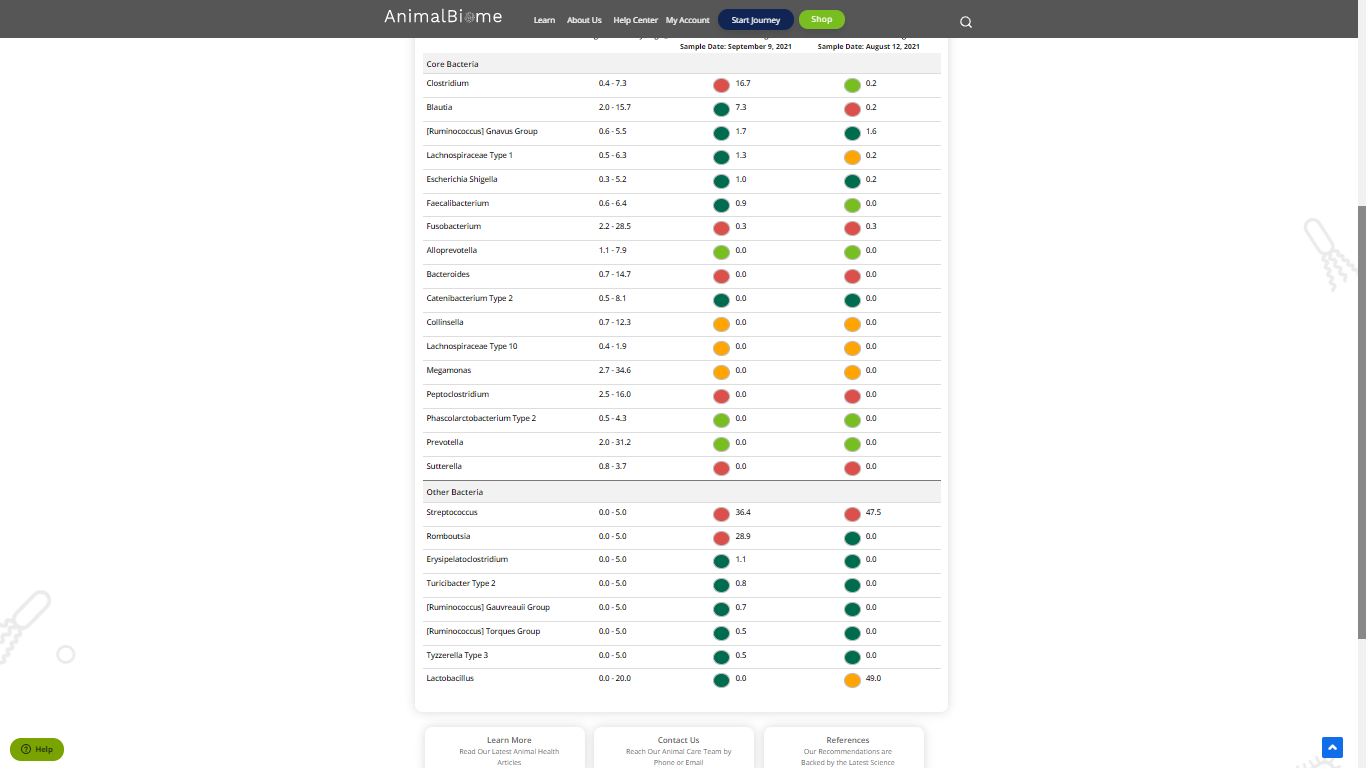 AnimalBiome
Learn About Us Help Center My Account Start Journey Shop
Sample Date: September 9, 2021 Sample Date: August 12, 2021
Core Bacteria
Clostridium 0.4 - 7.3 16.7 0.2
Blautia 2.0 - 15.7 7.3 0.2
[Ruminococcus] Gnavus Group 0.6 - 5.5 1.7 1.6
Lachnospiraceae Type 1 0.5 - 6.3 1.3 0.2
Escherichia Shigella 0.3 - 5.2 1.0 0.2
Faecalibacterium 0.6 - 6.4 0.9 0.0
Fusobacterium 2.2 - 28.5 0.3 0.3
Alloprevotella 1.1 - 7.9 0.0 0.0
Bacteroides 0.7 - 14.7 0.0 0.0
Catenibacterium Type 2 0.5 - 8.1 0.0 0.0
Collinsella 0.7 - 12.3 0.0 0.0
Lachnospiraceae Type 10 0.4 - 1.9 0.0 0.0
Megamonas 2.7 - 34.6 0.0 0.0
Peptoclostridium 2.5 - 16.0 0.0 0.0
Phascolarctobacterium Type 2 0.5 - 4.3 0.0 0.0
Prevotella 2.0 - 31.2 0.0 0.0
Sutterella 0.8 - 3.7 0.0 0.0
Other Bacteria
Streptococcus 0.0 - 5.0 36.4 47.5
Romboutsia 0.0 - 5.0 28.9 0.0
Erysipelatoclostridium 0.0 - 5.0 1.1 0.0
Turicibacter Type 2 0.0 - 5.0 0.8 0.0
[Ruminococcus] Gauvreauii Group 0.0 - 5.0 0.7 0.0
[Ruminococcus] Torques Group 0.0 - 5.0 0.5 0.0
Tyzzerella Type 3 0.0 - 5.0 0.5 0.0
Lactobacillus 0.0 - 20.0 0.0 49.0
Learn More
Read Our Latest Animal Health
Articles
Contact Us
Reach Our Animal Care Team by
Phone or Email
References
Our Recommendations are
Backed by the Latest Science
Help